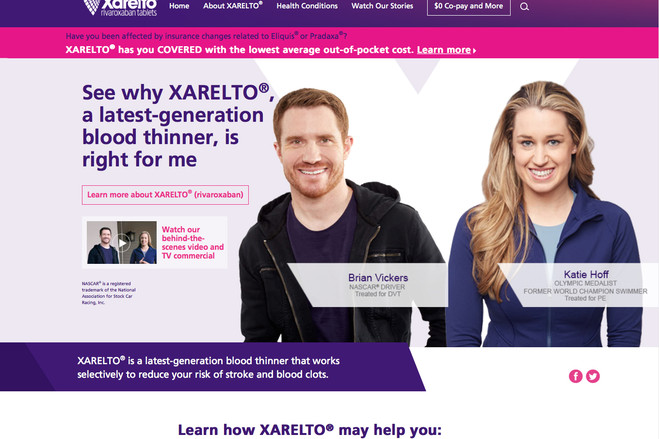 Xarelto
rivaroxaban tablets
Home About XARELTO® Health Conditions Watch Our Stories $0 Co-pay and More
Have you been affected by insurance changes related to Eliquis® or Pradaxa®?
XARELTO® has you COVERED with the lowest average out-of-pocket cost. Learn more
See why XARELTO®,
a latest-generation
blood thinner, is
right for me
Learn more about XARELTO® (rivaroxaban)
Watch our
behind-the-
scenes video and
TV commercial
NASCAR® is a registered
trademark of the National
Association for Stock Car
Racing, Inc.
Brian Vickers
NASCAR® DRIVER
Treated for DVT
Katie Hoff
OLYMPIC MEDALIST
FORMER WORLD CHAMPION SWIMMER
Treated for PE
XARELTO® is a latest-generation blood thinner that works
selectively to reduce your risk of stroke and blood clots.
Learn how XARELTO® may help you: